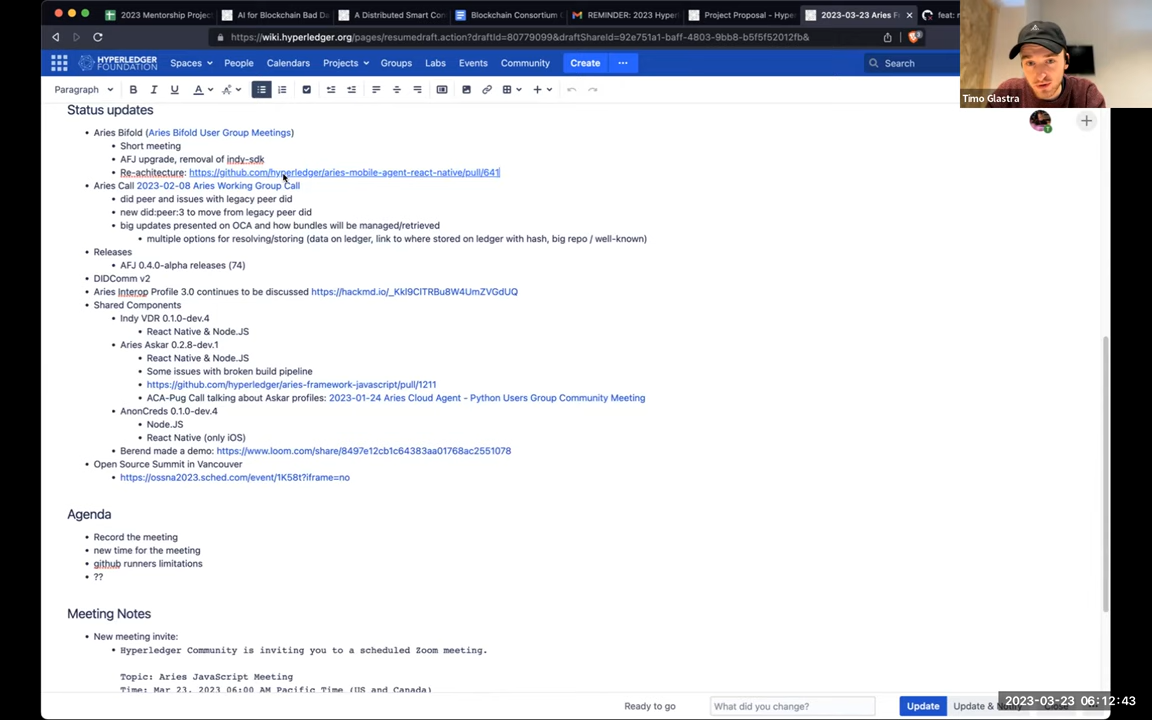 2023 Mentorship Project
AI for Blockchain Bad Da
A Distributed Smart Con
Blockchain Consortium
REMINDER: 2023 Hyperl
Project Proposal - Hyper
2023-03-23 Aries F
feat: r
https://wiki.hyperledger.org/pages/resumedraft.action?draftId=80779099&draftShareId=92e751a1-baff-4803-9bb8-b5f5f52012fb&
HYPERLEDGER FOUNDATION
Spaces People Calendars Projects Groups Labs Events Community Create ••• Search
Paragraph B I U A
Timo Glastra
Status updates
• Aries Bifold (Aries Bifold User Group Meetings)
• Short meeting
• AFJ upgrade, removal of indy-sdk
• Re-achitecture: https://github.com/hyperledger/aries-mobile-agent-react-native/pull/641
• Aries Call 2023-02-08 Aries Working Group Call
• did peer and issues with legacy peer did
• new did:peer:3 to move from legacy peer did
• big updates presented on OCA and how bundles will be managed/retrieved
• multiple options for resolving/storing (data on ledger, link to where stored on ledger with hash, big repo / well-known)
• Releases
• AFJ 0.4.0-alpha releases (74)
• DIDComm v2
• Aries Interop Profile 3.0 continues to be discussed https://hackmd.io/_KkI9CITRBu8W4UmZVGdUQ
• Shared Components
• Indy VDR 0.1.0-dev.4
• React Native & Node.JS
• Aries Askar 0.2.8-dev.1
• React Native & Node.JS
• Some issues with broken build pipeline
• https://github.com/hyperledger/aries-framework-javascript/pull/1211
• ACA-Pug Call talking about Askar profiles: 2023-01-24 Aries Cloud Agent - Python Users Group Community Meeting
• AnonCreds 0.1.0-dev.4
• Node.JS
• React Native (only iOS)
• Berend made a demo: https://www.loom.com/share/8497e12cb1c64383aa01768ac2551078
• Open Source Summit in Vancouver
• https://ossna2023.sched.com/event/1K58t?iframe=no
Agenda
• Record the meeting
• new time for the meeting
• github runners limitations
• ??
Meeting Notes
• New meeting invite:
• Hyperledger Community is inviting you to a scheduled Zoom meeting.
Topic: Aries JavaScript Meeting
Time: Mar 23, 2023 06:00 AM Pacific Time (US and Canada)
Ready to go What did you change? Update Update & Notify
2023-03-23 06:12:43